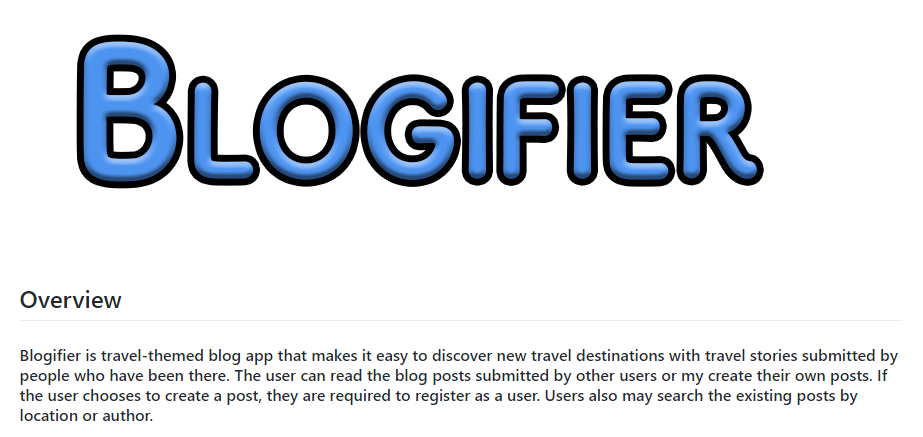 BLOGIFIER
Overview
Blogifier is travel-themed blog app that makes it easy to discover new travel destinations with travel stories submitted by
people who have been there. The user can read the blog posts submitted by other users or my create their own posts. If
the user chooses to create a post, they are required to register as a user. Users also may search the existing posts by
location or author.